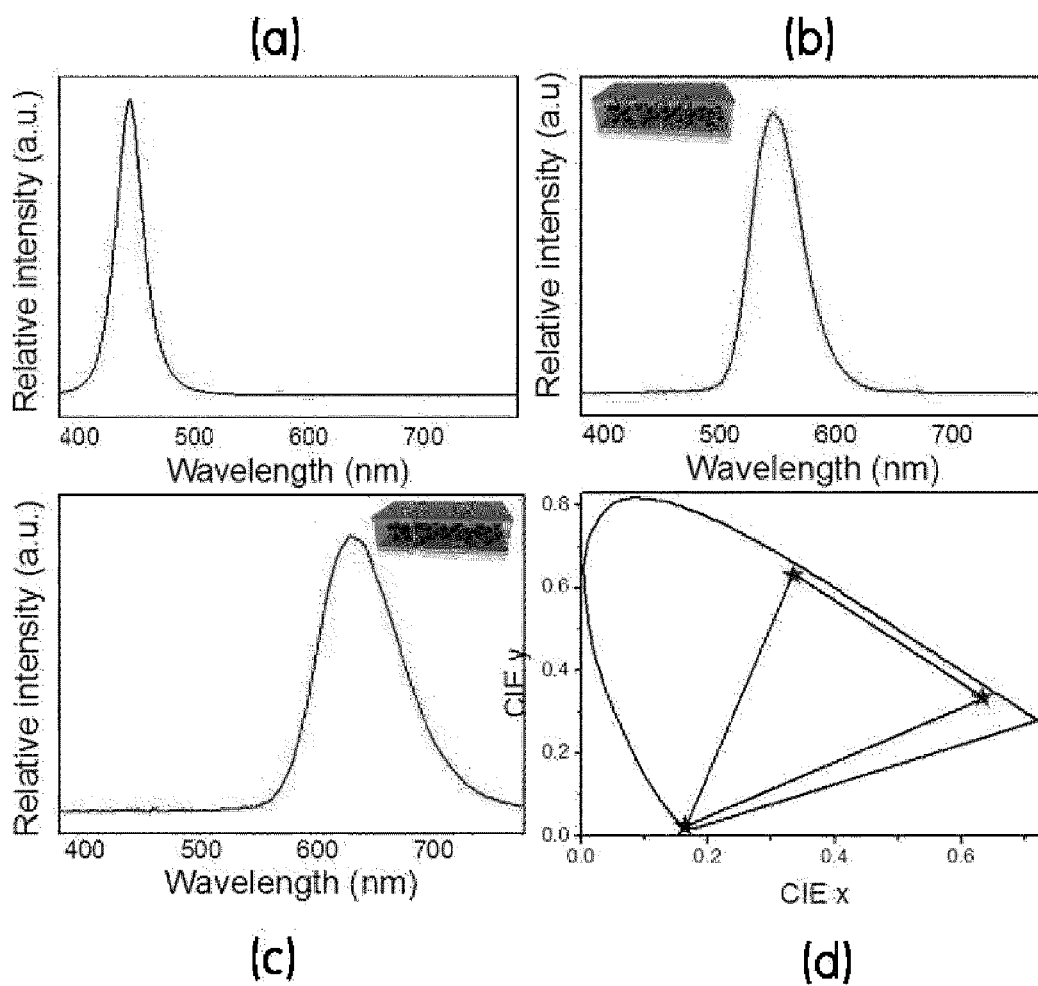 (a)
(b)
Relative intensity (a.u.)
400 500 600 700
Wavelength (nm)
Relative intensity (a.u)
400 500 600 700
Wavelength (nm)
Relative intensity (a.u.)
400 500 600 700
Wavelength (nm)
CIE y
0.8
0.6
0.4
0.2
0.0
0.0 0.2 0.4 0.6
CIE x
(c)
(d)